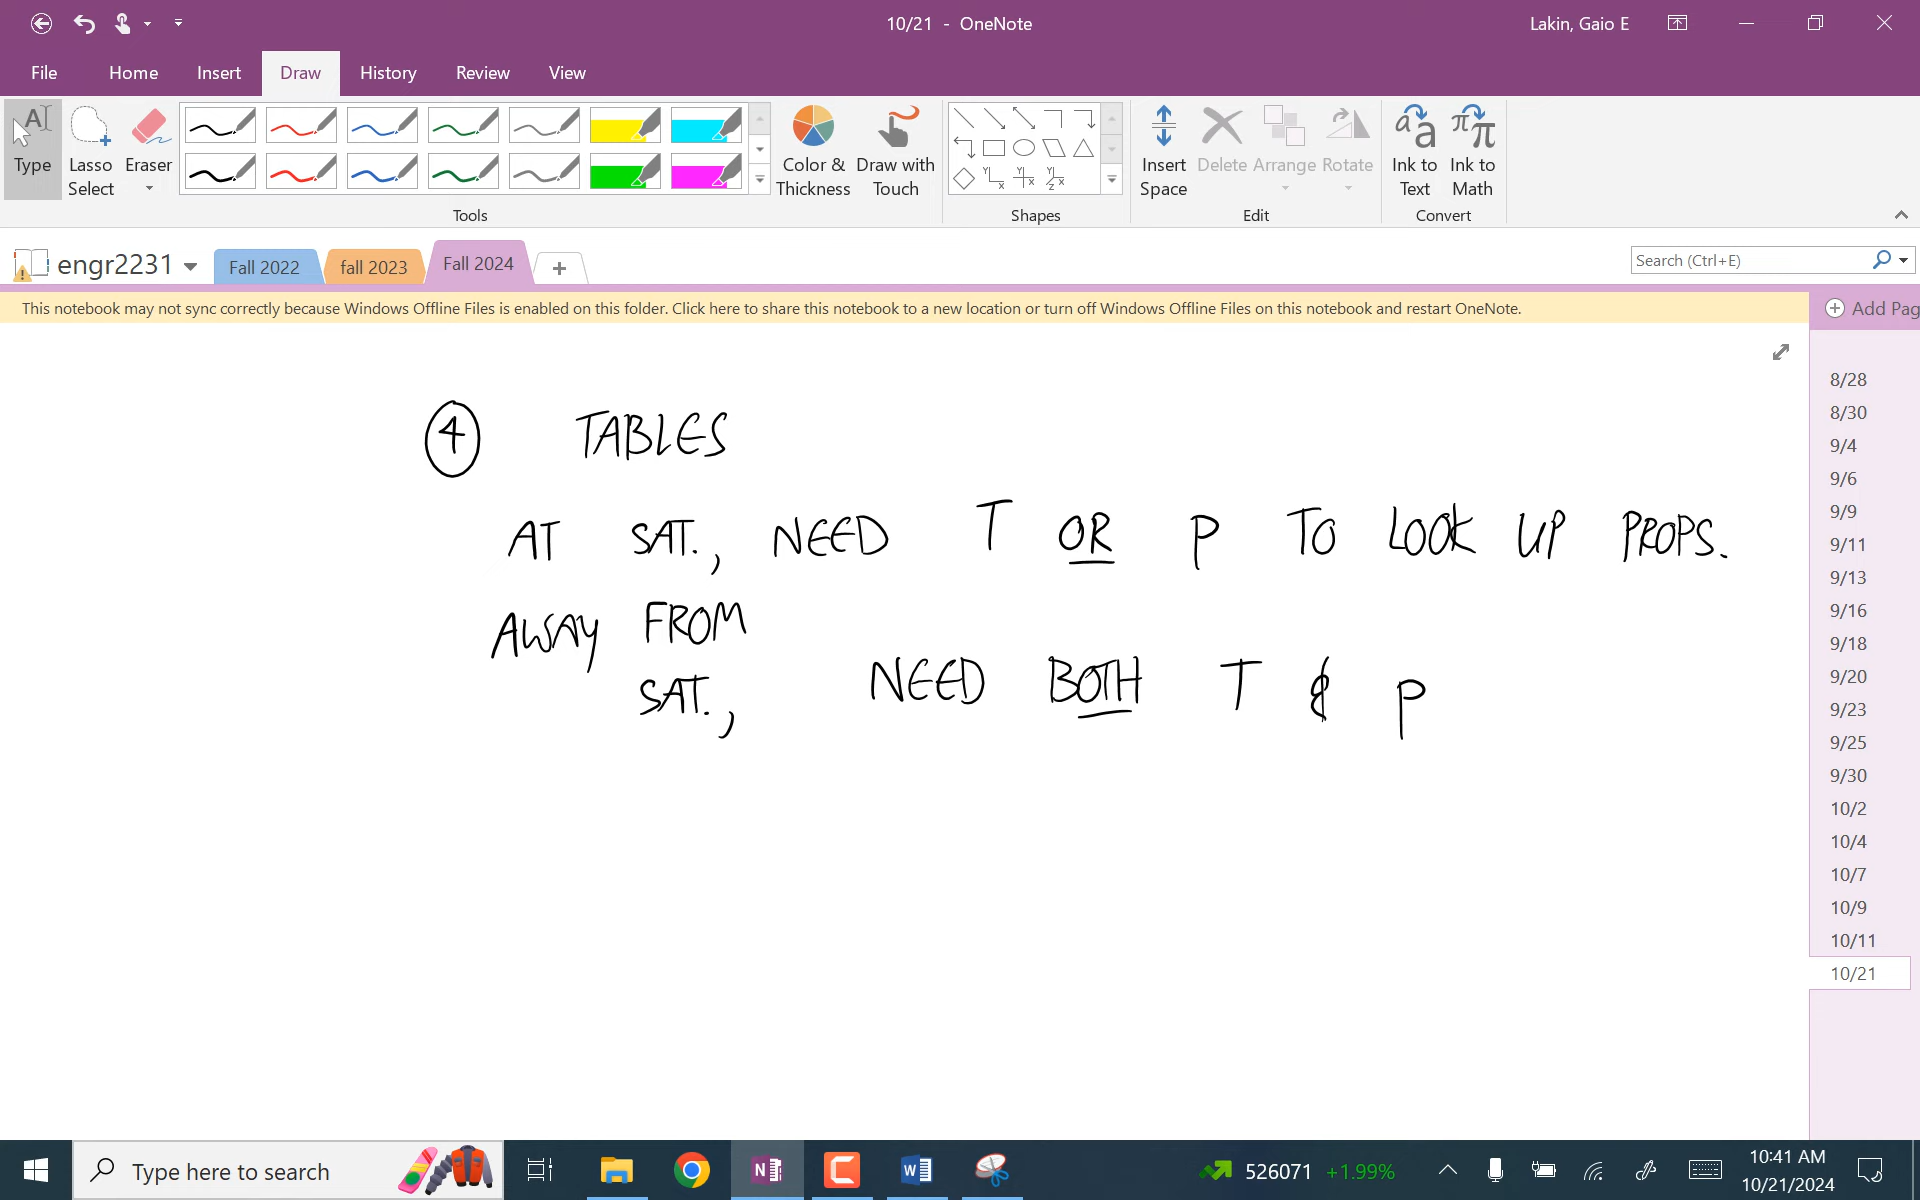 10/21 - OneNote
Lakin, Gaio E
File Home Insert Draw History Review View
Type
Lasso Select
Eraser
Color & Thickness
Draw with Touch
Insert Space
Delete
Arrange
Rotate
Ink to Text
Ink to Math
Tools
Shapes
Edit
Convert
engr2231
Fall 2022
fall 2023
Fall 2024
Search (Ctrl+E)
This notebook may not sync correctly because Windows Offline Files is enabled on this folder. Click here to share this notebook to a new location or turn off Windows Offline Files on this notebook and restart OneNote.
Add Pag
④ TABLES
AT SAT., NEED T OR P TO LOOK UP PROPS.
AWAY FROM
SAT., NEED BOTH T & P
8/28
8/30
9/4
9/6
9/9
9/11
9/13
9/16
9/18
9/20
9/23
9/25
9/30
10/2
10/4
10/7
10/9
10/11
10/21
Type here to search
526071 +1.99%
10:41 AM
10/21/2024